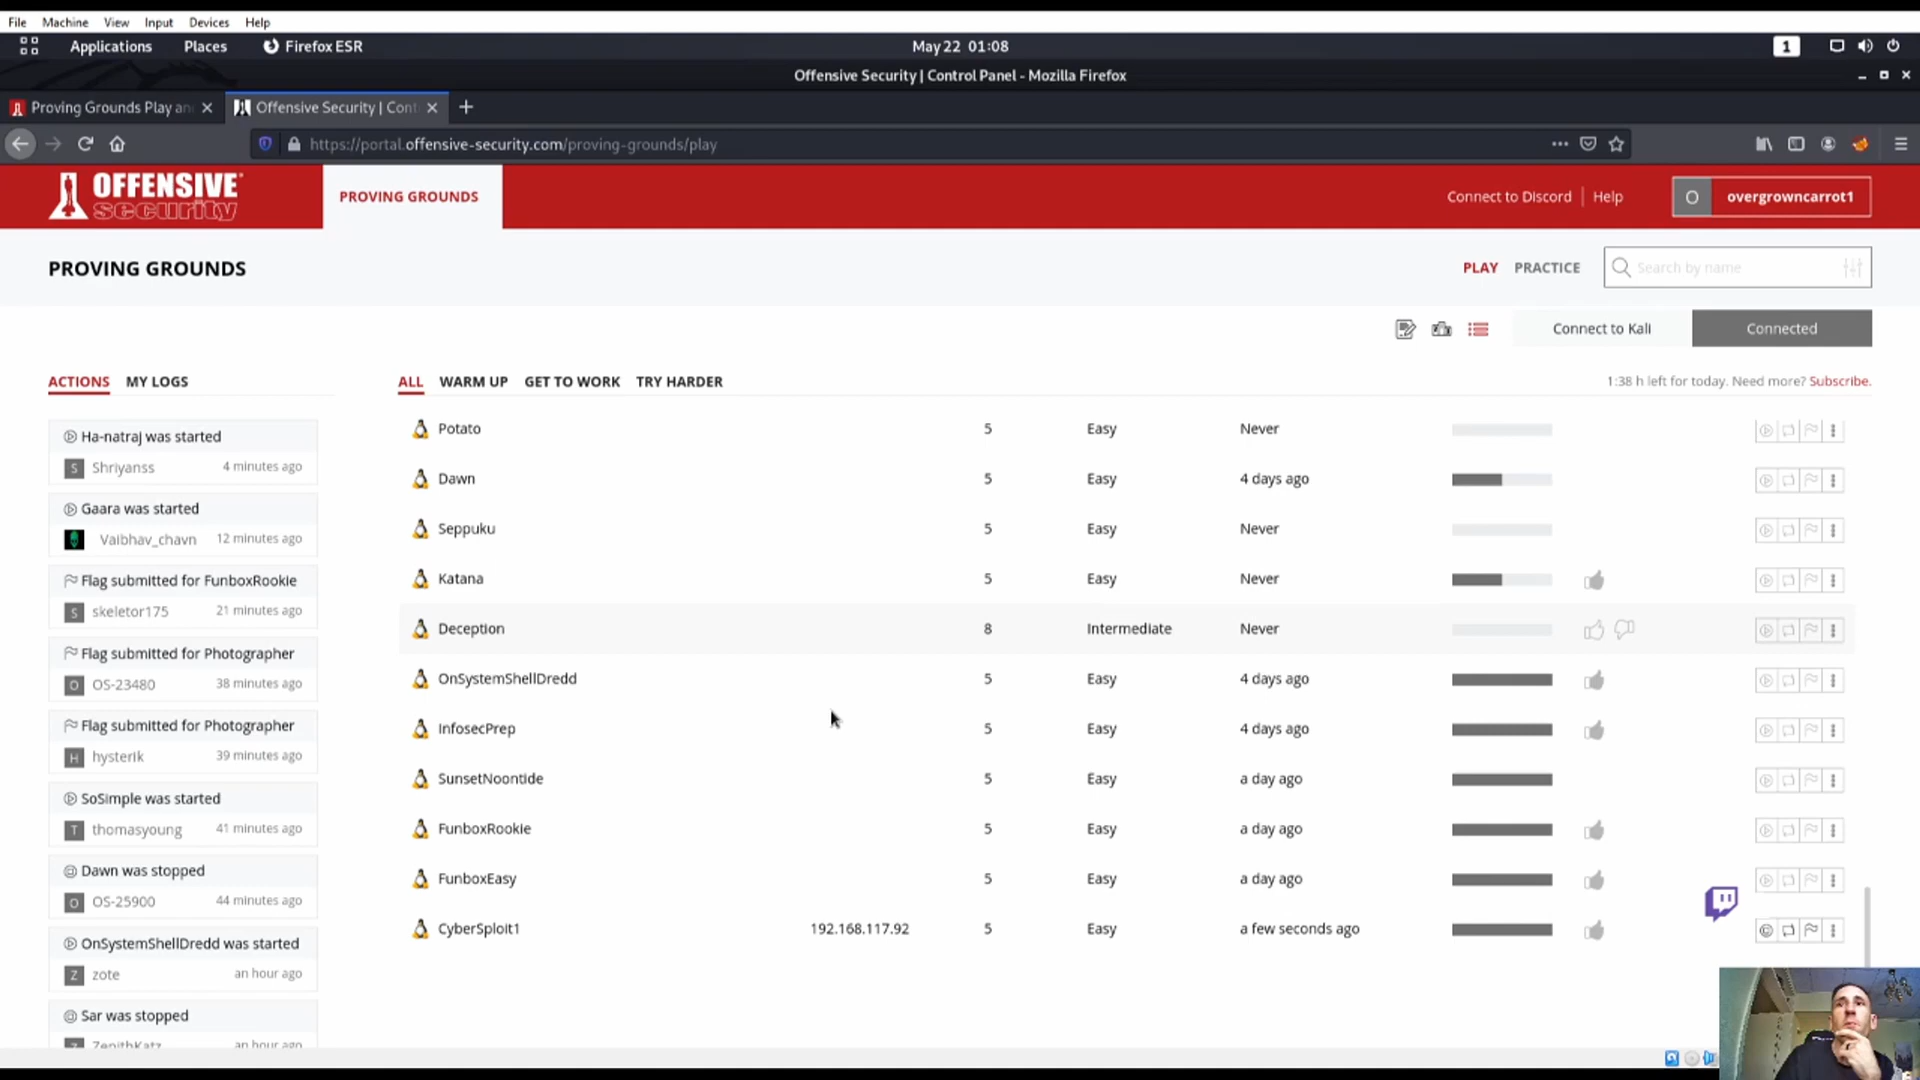 File Machine View Input Devices Help
Applications Places Firefox ESR May 22 01:08 1
Offensive Security | Control Panel - Mozilla Firefox
Proving Grounds Play an Offensive Security | Cont
https://portal.offensive-security.com/proving-grounds/play
OFFENSIVE security PROVING GROUNDS Connect to Discord Help O overgrowncarrot1
PROVING GROUNDS PLAY PRACTICE Search by name
Connect to Kali Connected
ACTIONS MY LOGS ALL WARM UP GET TO WORK TRY HARDER 1:38 h left for today. Need more? Subscribe.
Ha-natraj was started
S Shriyanss 4 minutes ago
Gaara was started
Vaibhav_chavn 12 minutes ago
Flag submitted for FunboxRookie
S skeletor175 21 minutes ago
Flag submitted for Photographer
O OS-23480 38 minutes ago
Flag submitted for Photographer
H hysterik 39 minutes ago
SoSimple was started
T thomasyoung 41 minutes ago
Dawn was stopped
O OS-25900 44 minutes ago
OnSystemShellDredd was started
Z zote an hour ago
Sar was stopped
Z ZenithKatz an hour ago
Potato 5 Easy Never
Dawn 5 Easy 4 days ago
Seppuku 5 Easy Never
Katana 5 Easy Never
Deception 8 Intermediate Never
OnSystemShellDredd 5 Easy 4 days ago
InfosecPrep 5 Easy 4 days ago
SunsetNoontide 5 Easy a day ago
FunboxRookie 5 Easy a day ago
FunboxEasy 5 Easy a day ago
CyberSploit1 192.168.117.92 5 Easy a few seconds ago